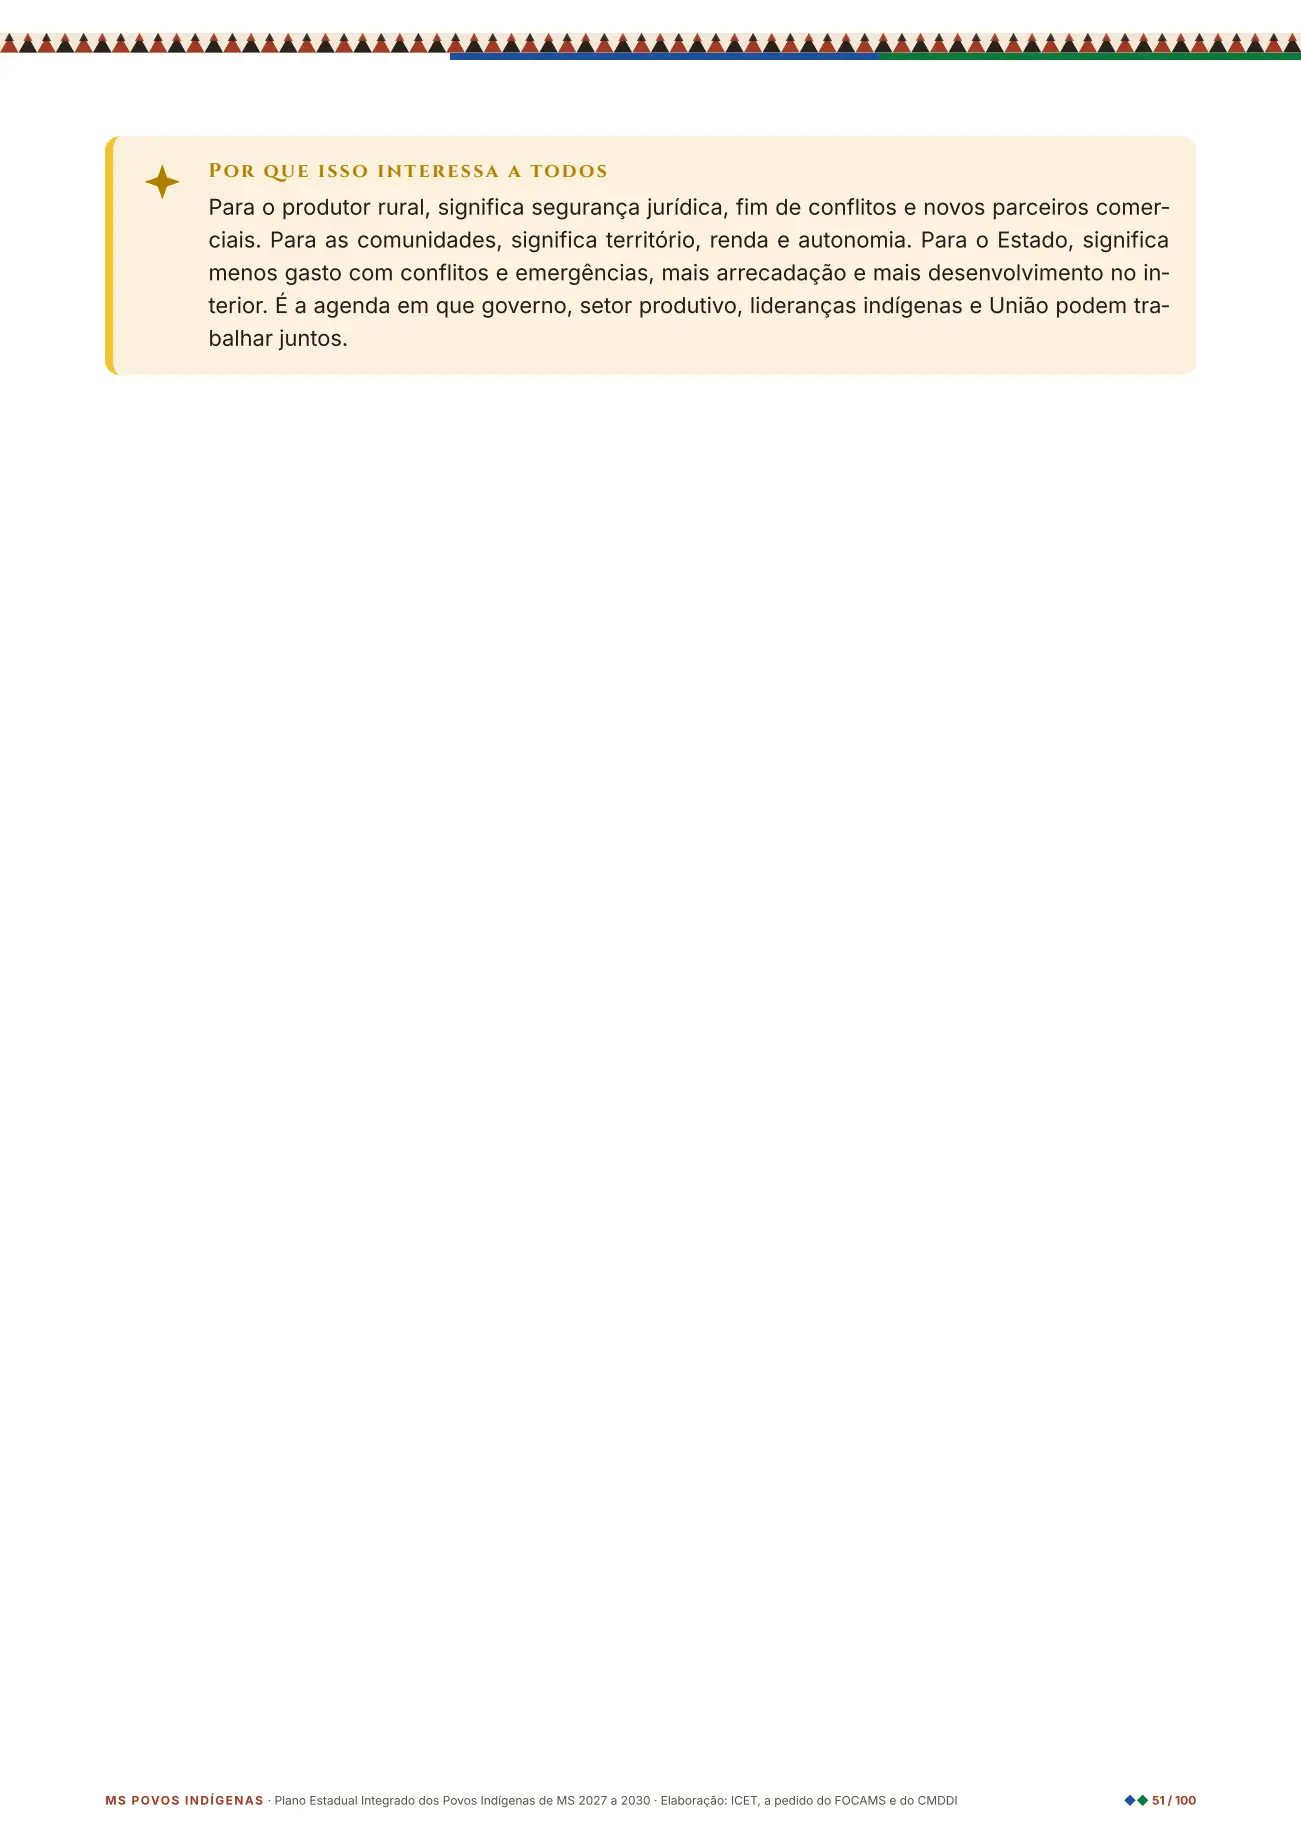 Por que isso interessa a todos
Para o produtor rural, significa segurança jurídica, fim de conflitos e novos parceiros comer-
ciais. Para as comunidades, significa território, renda e autonomia. Para o Estado, significa
menos gasto com conflitos e emergências, mais arrecadação e mais desenvolvimento no in-
terior. É a agenda em que governo, setor produtivo, lideranças indígenas e União podem tra-
balhar juntos.
MS POVOS INDÍGENAS · Plano Estadual Integrado dos Povos Indígenas de MS 2027 a 2030 · Elaboração: ICET, a pedido do FOCAMS e do CMDDI
51 / 100